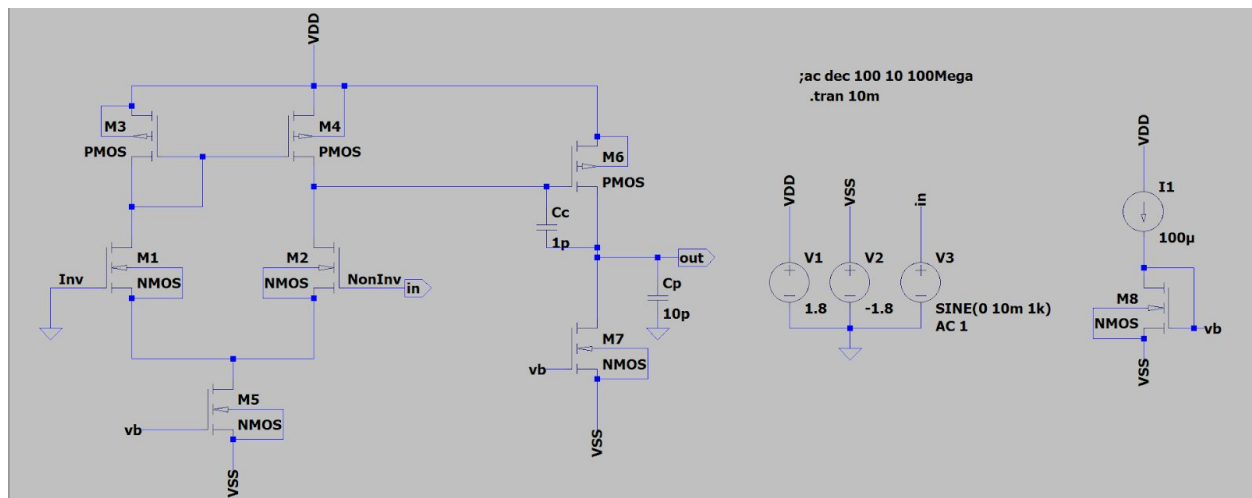 VDD
M3
PMOS
M4
PMOS
M6
PMOS
Cc
1p
out
Cp
10p
Inv
M1
NMOS
M2
NMOS
NonInv
in
vb
M7
NMOS
VSS
vb
M5
NMOS
VSS
;ac dec 100 10 100Mega
.tran 10m
VDD
VSS
in
V1
1.8
V2
-1.8
V3
SINE(0 10m 1k)
AC 1
VDD
I1
100µ
M8
NMOS
vb
VSS